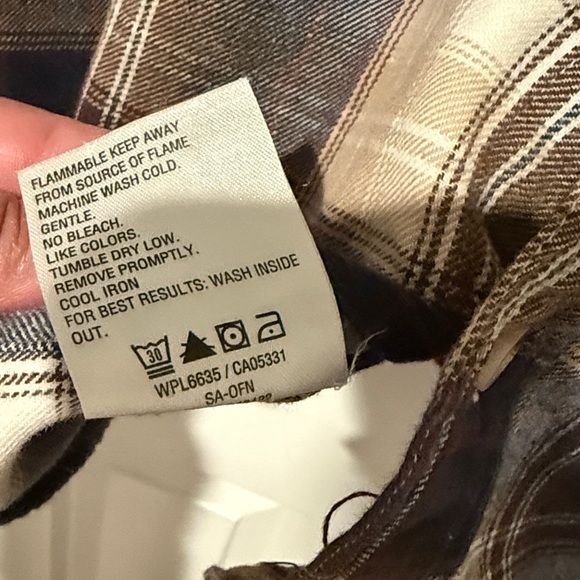 FLAMMABLE KEEP AWAY
FROM SOURCE OF FLAME
MACHINE WASH COLD.
GENTLE.
NO BLEACH.
LIKE COLORS.
TUMBLE DRY LOW.
REMOVE PROMPTLY.
COOL IRON
FOR BEST RESULTS: WASH INSIDE
OUT.
30
WPL6635 / CA05331
SA-OFN